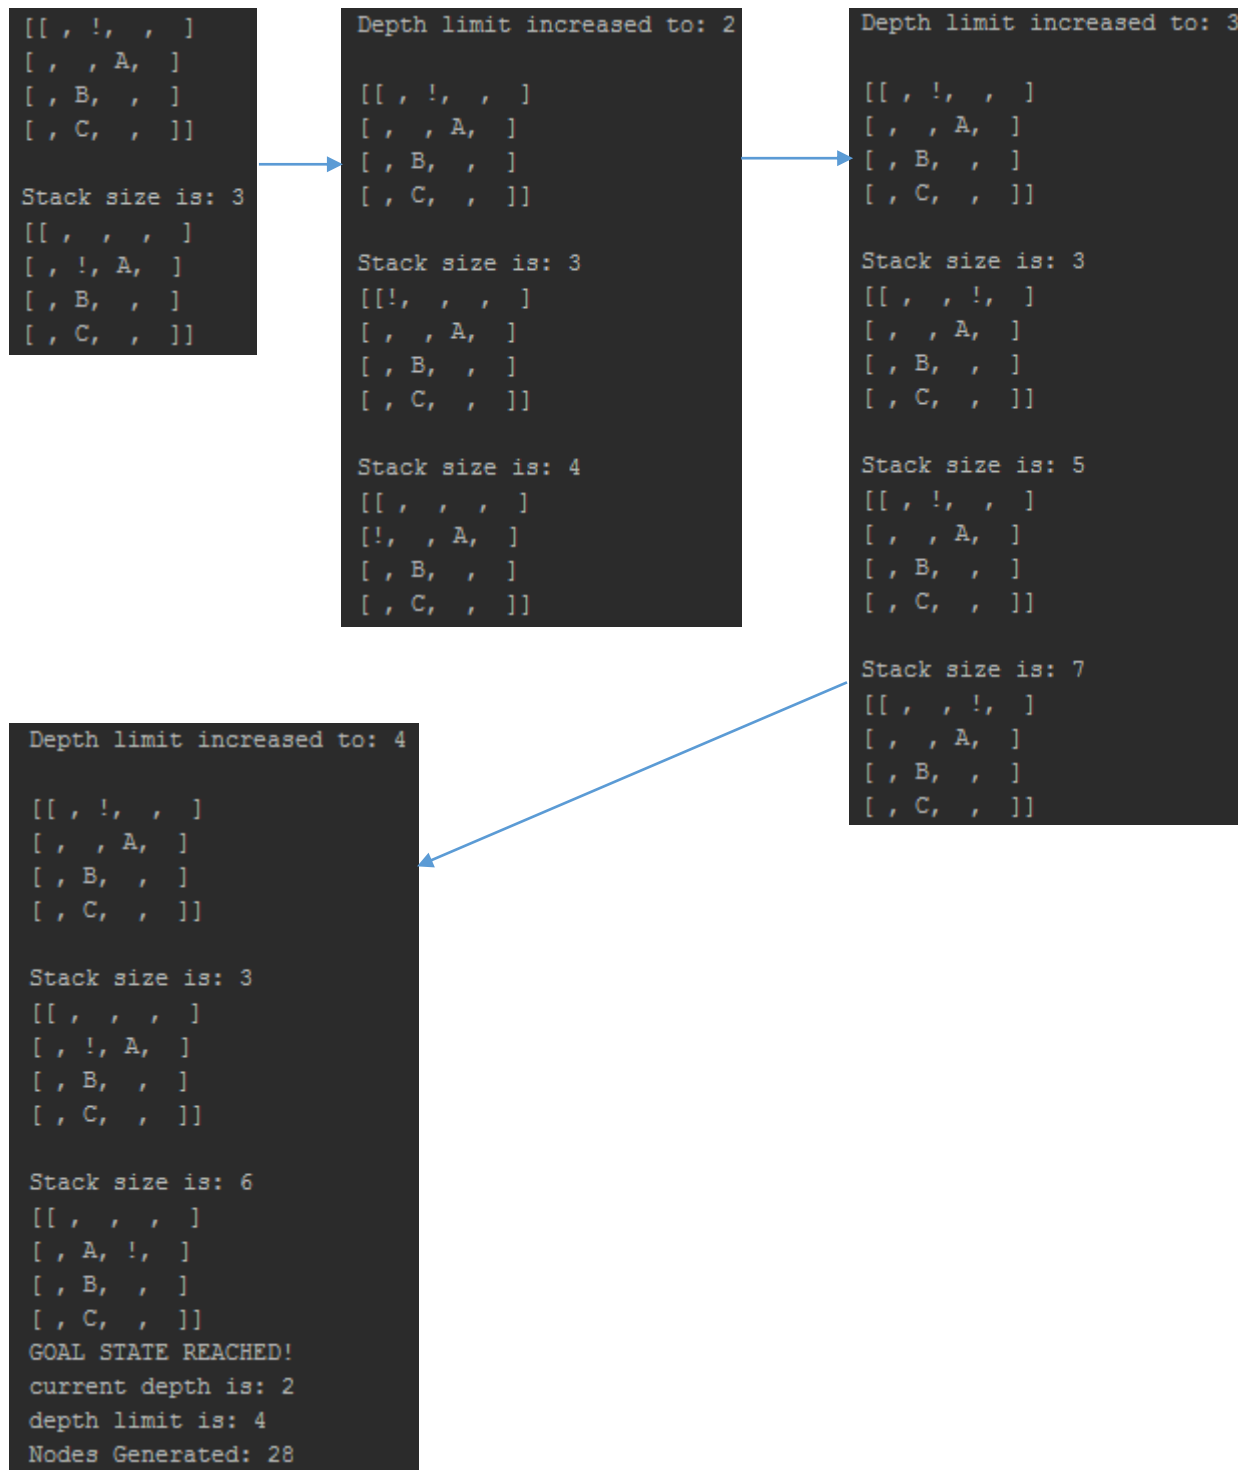 [[ , !,  ,  ]
[ ,  , A,  ]
[ , B,  ,  ]
[ , C,  ,  ]]
Stack size is: 3
[[ ,  ,  ,  ]
[ , !, A,  ]
[ , B,  ,  ]
[ , C,  ,  ]]
Depth limit increased to: 2
[[ , !,  ,  ]
[ ,  , A,  ]
[ , B,  ,  ]
[ , C,  ,  ]]
Stack size is: 3
[[!,  ,  ,  ]
[ ,  , A,  ]
[ , B,  ,  ]
[ , C,  ,  ]]
Stack size is: 4
[[ ,  ,  ,  ]
[!,  , A,  ]
[ , B,  ,  ]
[ , C,  ,  ]]
Depth limit increased to: 3
[[ , !,  ,  ]
[ ,  , A,  ]
[ , B,  ,  ]
[ , C,  ,  ]]
Stack size is: 3
[[ ,  , !,  ]
[ ,  , A,  ]
[ , B,  ,  ]
[ , C,  ,  ]]
Stack size is: 5
[[ , !,  ,  ]
[ ,  , A,  ]
[ , B,  ,  ]
[ , C,  ,  ]]
Stack size is: 7
[[ ,  , !,  ]
[ ,  , A,  ]
[ , B,  ,  ]
[ , C,  ,  ]]
Depth limit increased to: 4
[[ , !,  ,  ]
[ ,  , A,  ]
[ , B,  ,  ]
[ , C,  ,  ]]
Stack size is: 3
[[ ,  ,  ,  ]
[ , !, A,  ]
[ , B,  ,  ]
[ , C,  ,  ]]
Stack size is: 6
[[ ,  ,  ,  ]
[ , A, !,  ]
[ , B,  ,  ]
[ , C,  ,  ]]
GOAL STATE REACHED!
current depth is: 2
depth limit is: 4
Nodes Generated: 28